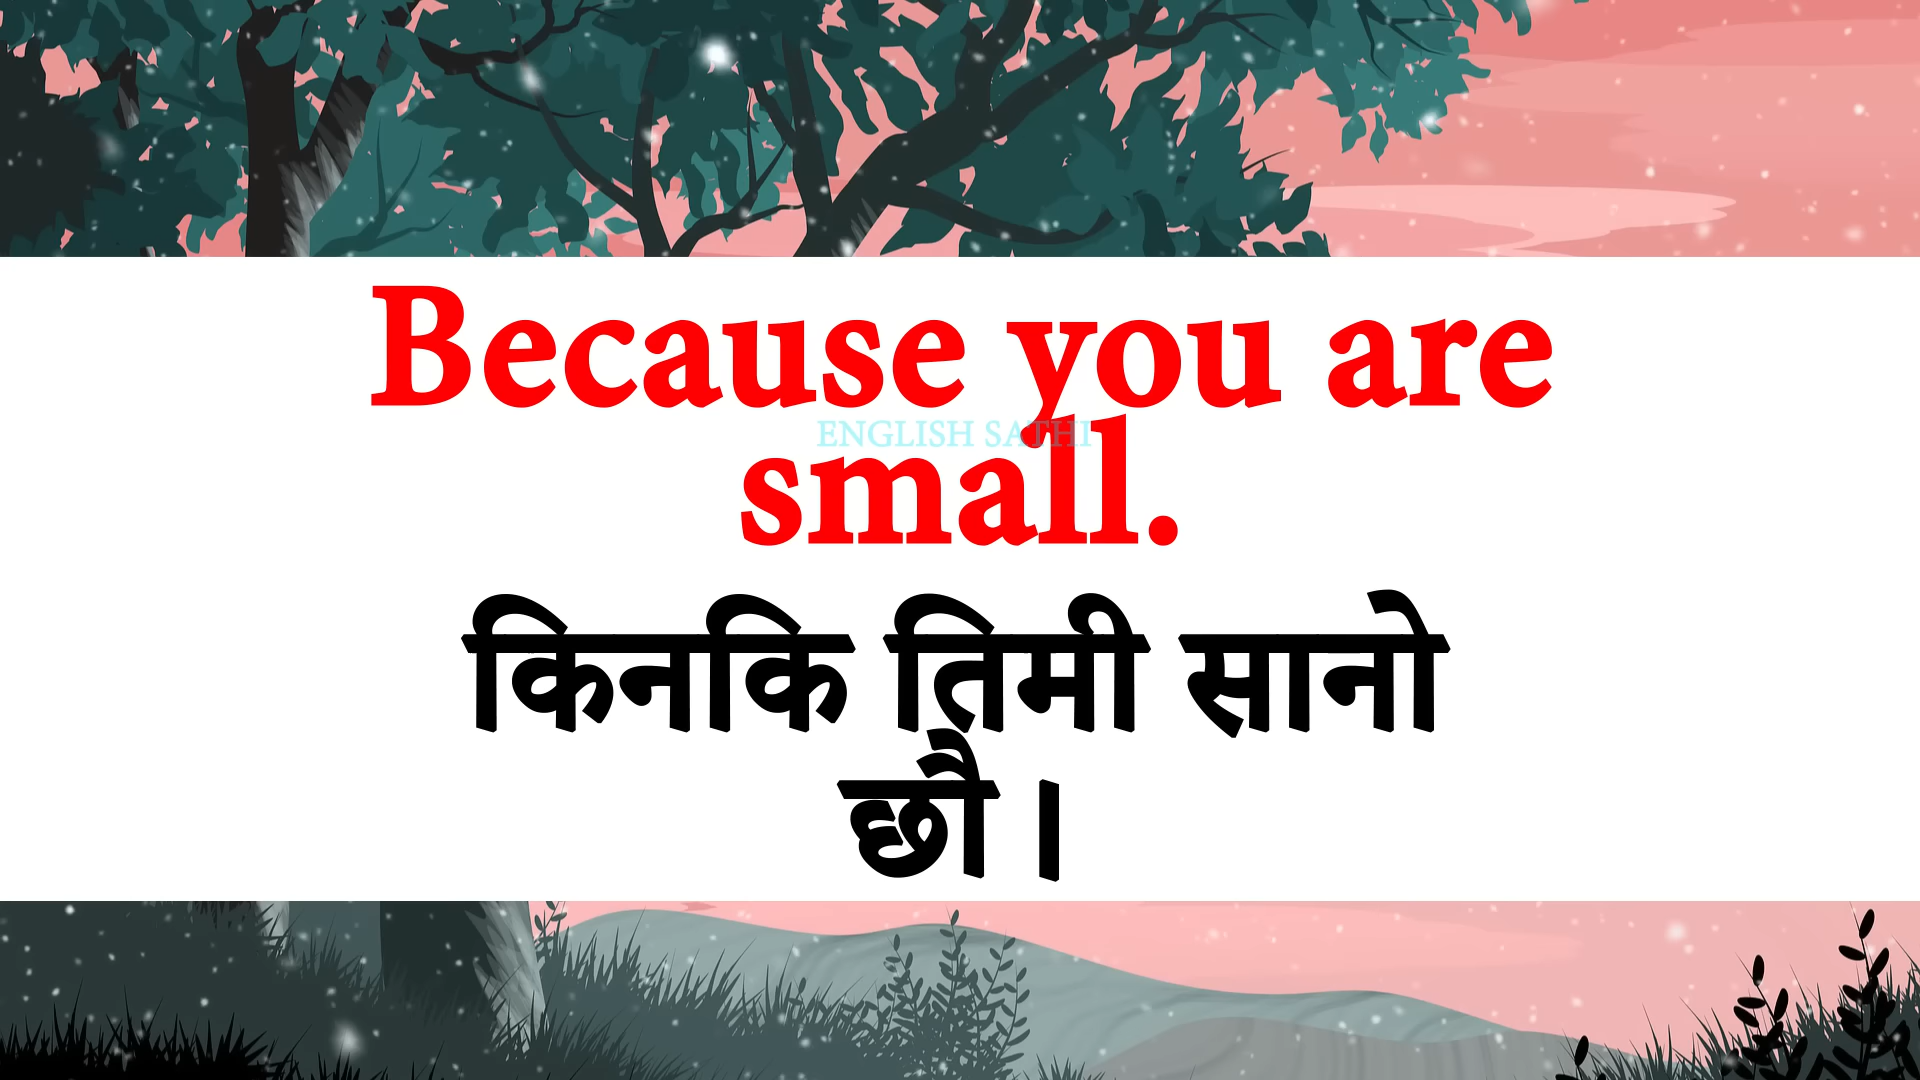 Because you are
ENGLISH SATHI
small.
किनकि तिमी सानो
छौ ।